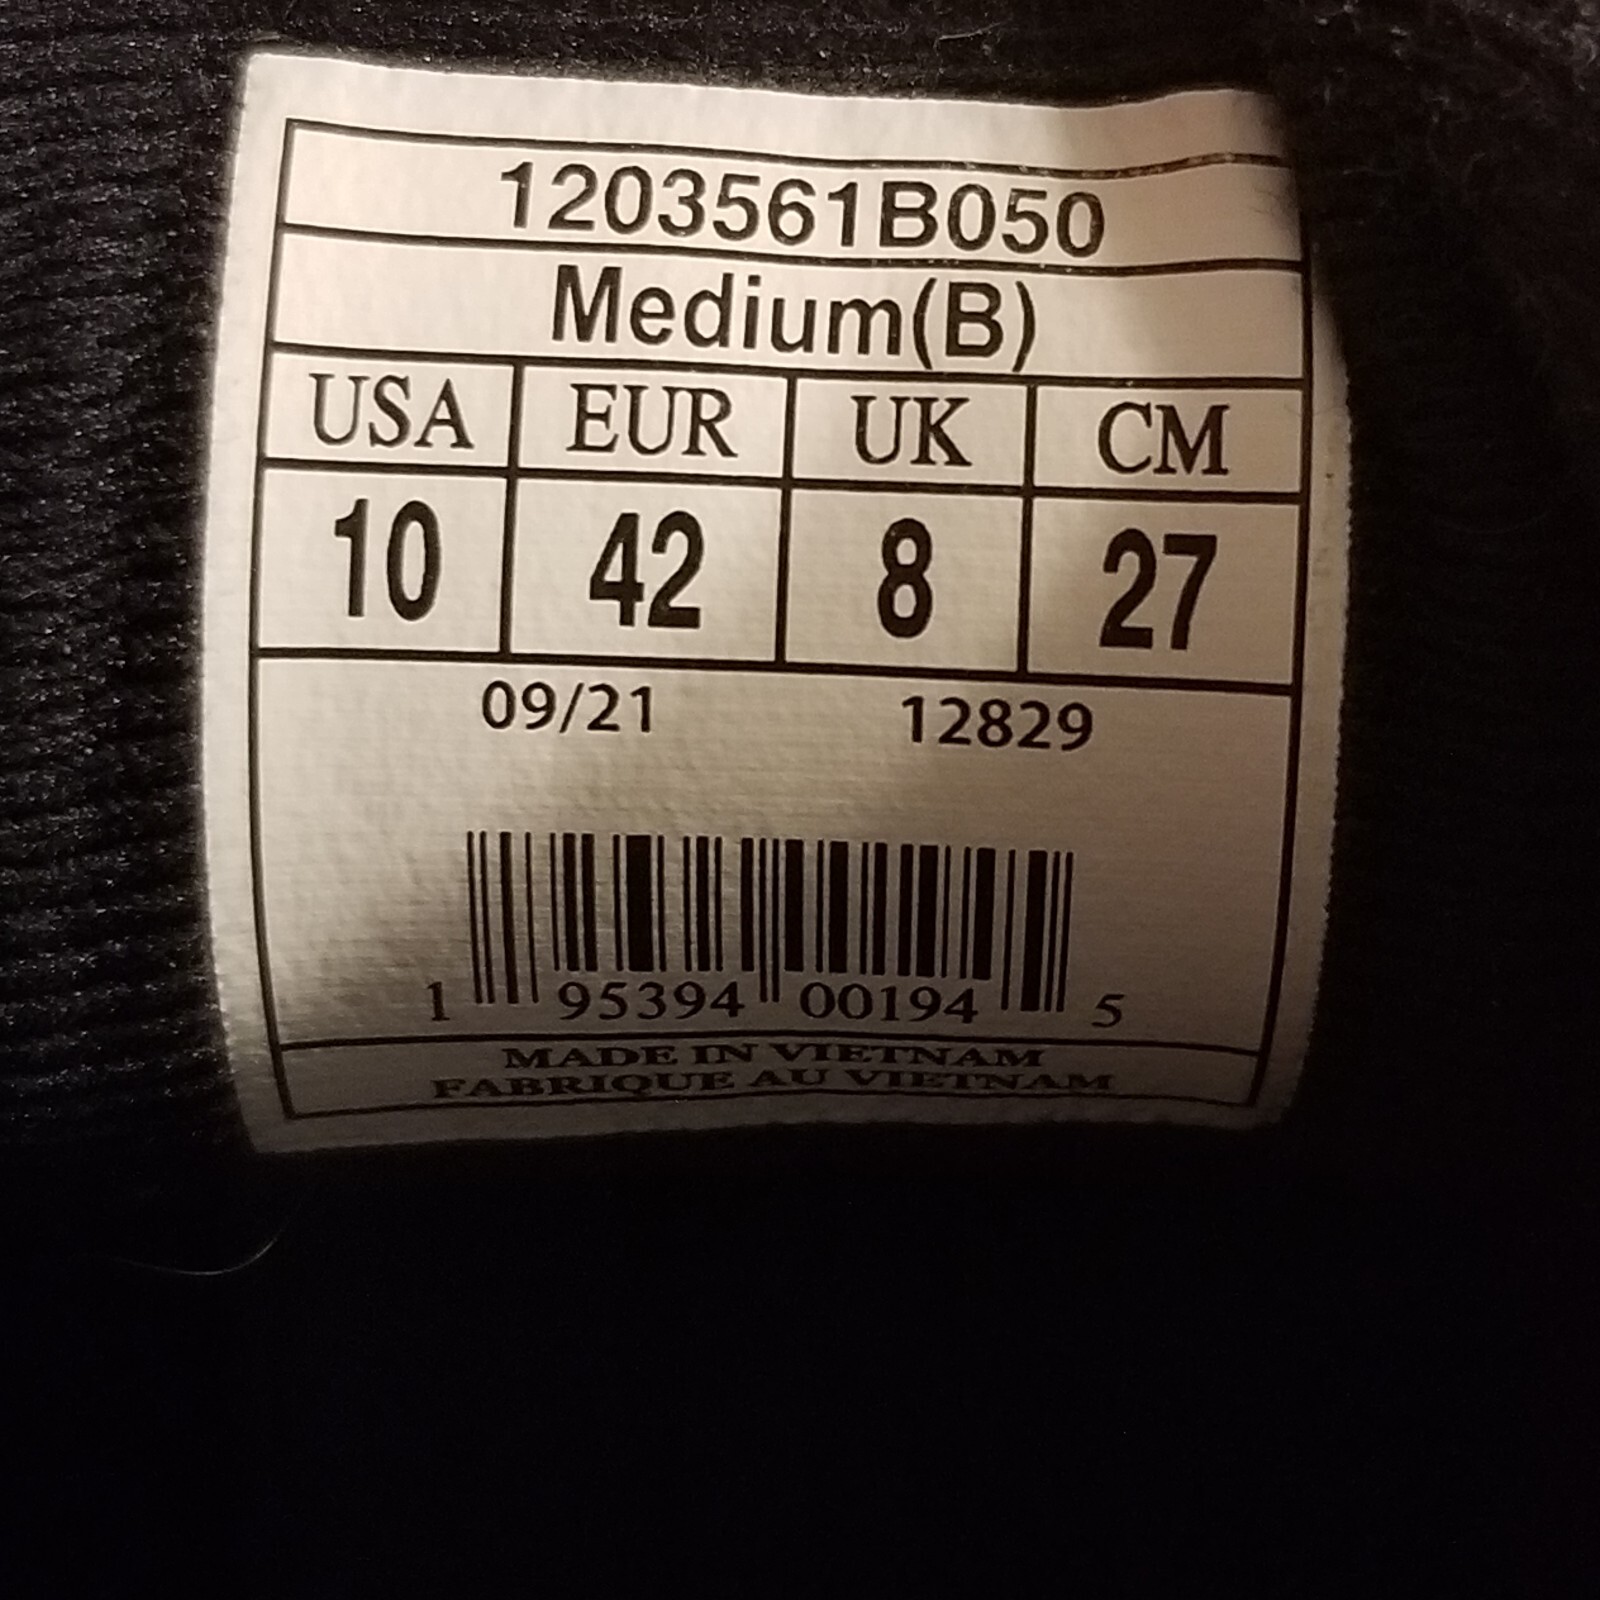 1203561B050
Medium(B)
USA EUR UK CM
10 42 8 27
09/21 12829
1 95394 00194 5
MADE IN VIETNAM
FABRIQUE AU VIETNAM